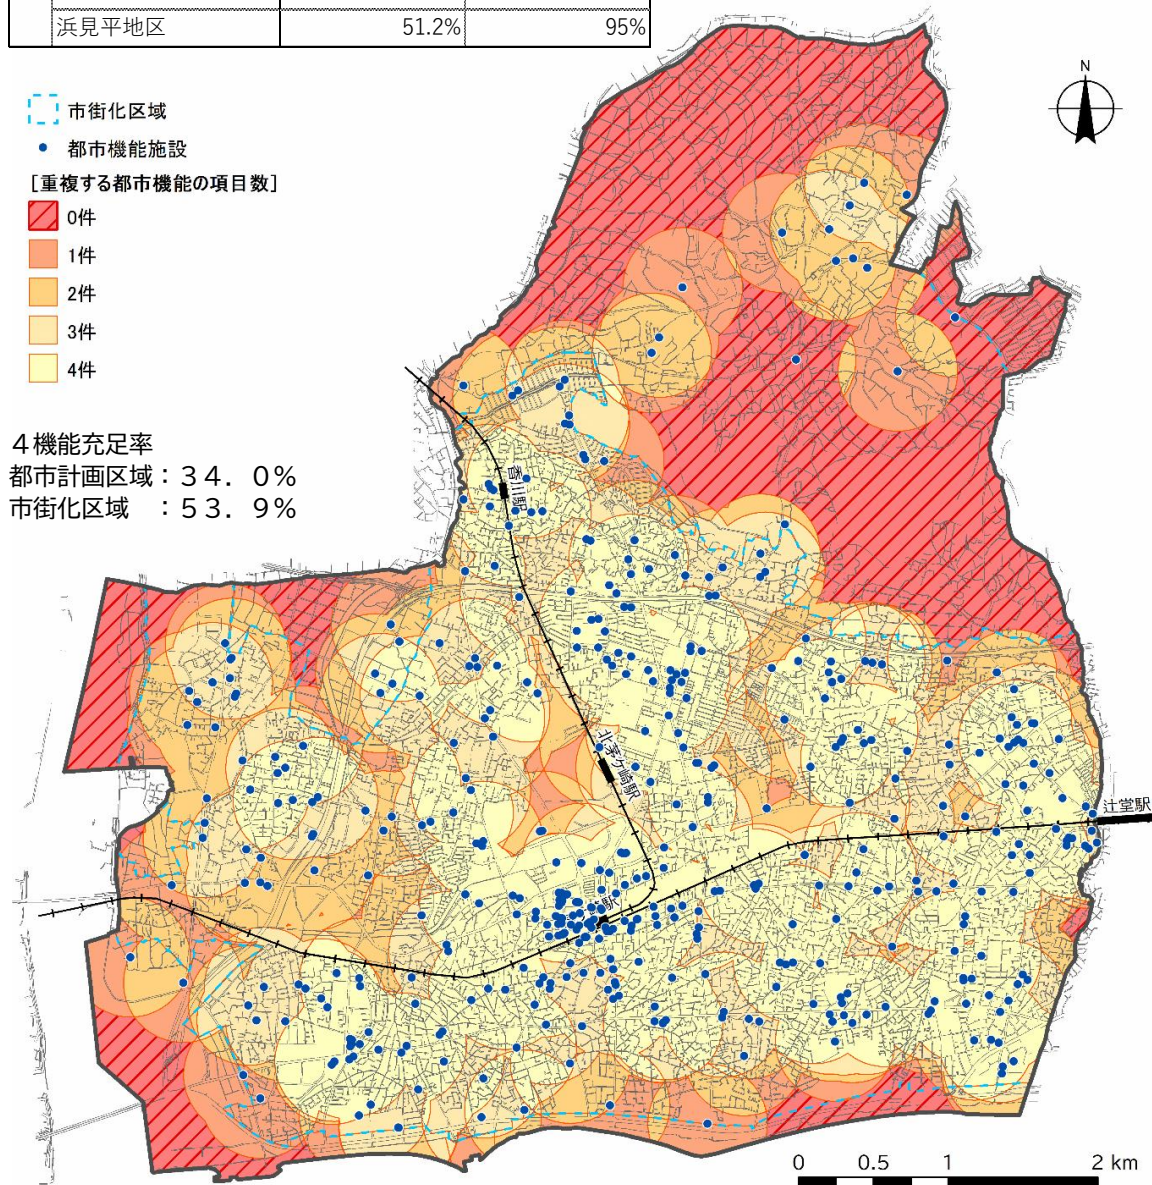 浜見平地区 51.2% 95%
N
市街化区域
都市機能施設
[重複する都市機能の項目数]
0件
1件
2件
3件
4件
4機能充足率
都市計画区域：34．0%
市街化区域　：53．9%
香川駅
北茅ケ崎駅
辻堂駅
駅
0 0.5 1 2 km